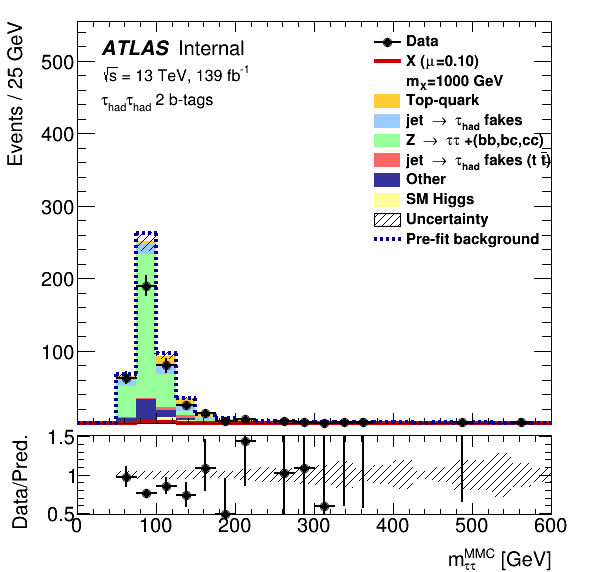 Events / 25 GeV
500
400
300
200
100
ATLAS Internal
√s = 13 TeV, 139 fb⁻¹
τhadτhad 2 b-tags
Data
X (μ=0.10)
mX=1000 GeV
Top-quark
jet → τhad fakes
Z → ττ +(bb,bc,cc̅)
jet → τhad fakes (t t̅)
Other
SM Higgs
Uncertainty
Pre-fit background
Data/Pred.
1.5
1
0.5
0 100 200 300 400 500 600
mττMMC [GeV]